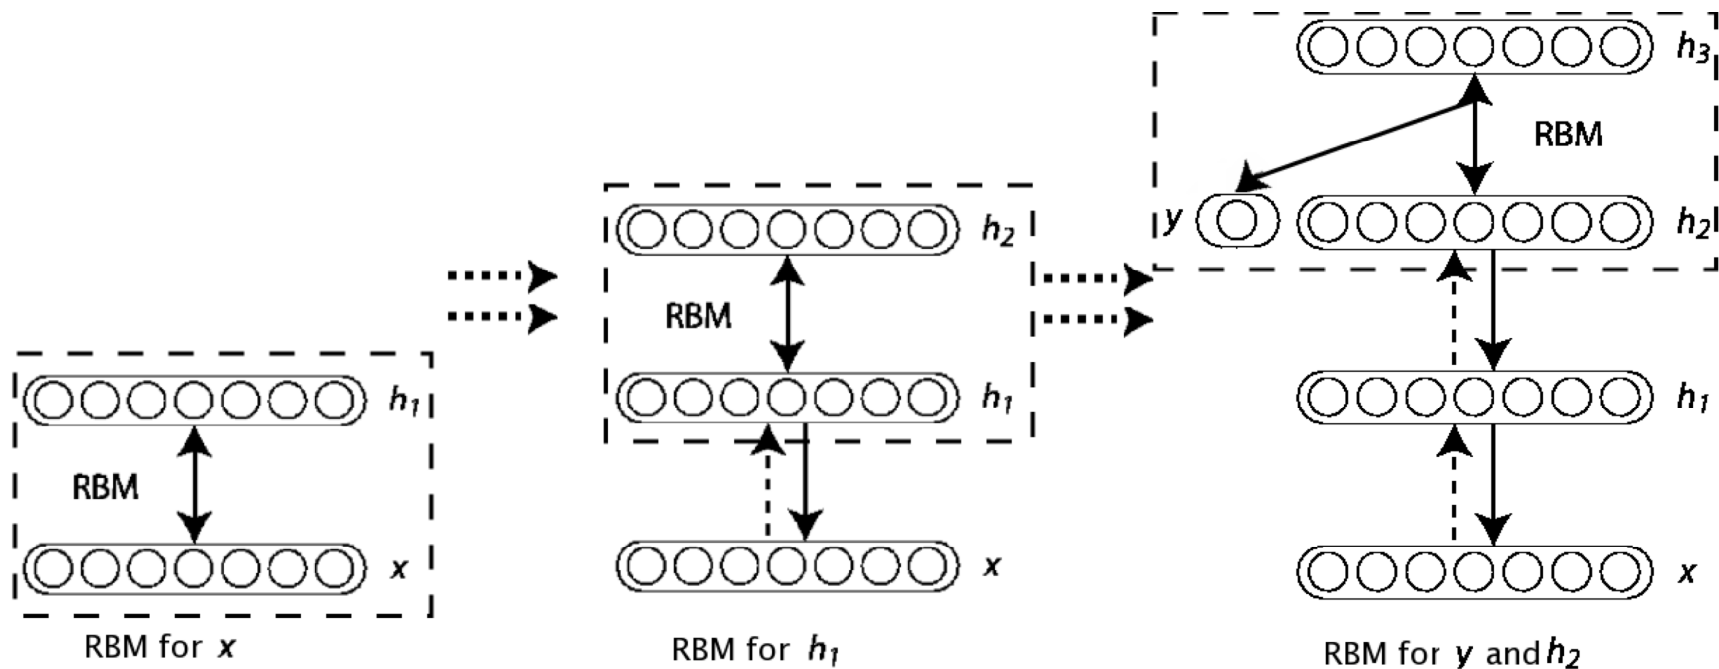 h1
RBM
x
RBM for x
h2
RBM
h1
x
RBM for h1
h3
RBM
y
h2
h1
x
RBM for y and h2